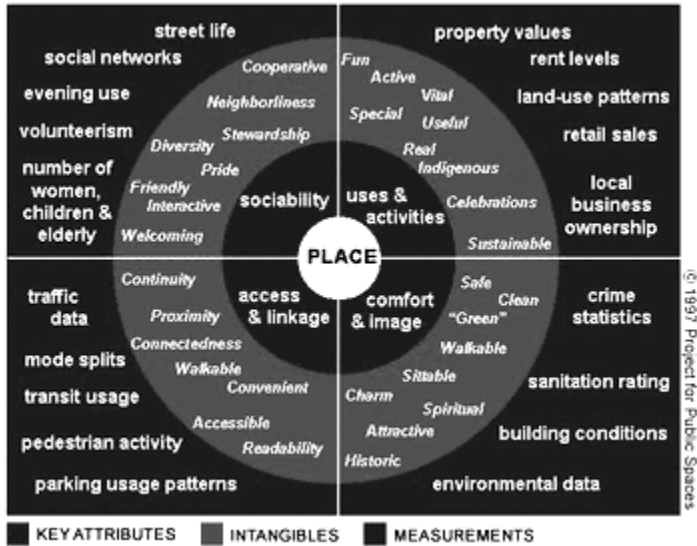 street life
social networks
evening use
volunteerism
number of
women,
children &
elderly
Cooperative
Neighborliness
Stewardship
Diversity
Pride
Friendly
Interactive
Welcoming
sociability
property values
rent levels
land-use patterns
retail sales
local
business
ownership
Fun
Active
Vital
Special
Useful
Real
Indigenous
Celebrations
Sustainable
uses &
activities
PLACE
access
& linkage
Continuity
Proximity
Connectedness
Walkable
Convenient
Accessible
Readability
traffic
data
mode splits
transit usage
pedestrian activity
parking usage patterns
comfort
& image
Safe
Clean
"Green"
Walkable
Sittable
Charm
Spiritual
Attractive
Historic
crime
statistics
sanitation rating
building conditions
environmental data
© 1997 Project for Public Spaces
KEY ATTRIBUTES
INTANGIBLES
MEASUREMENTS